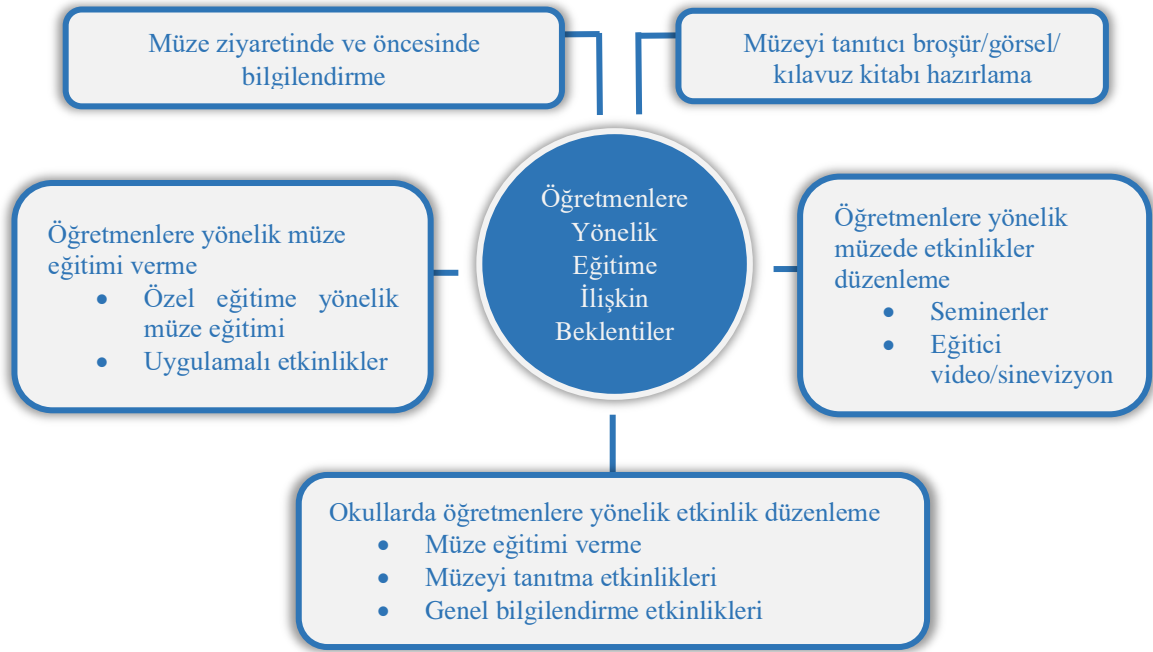 Müze ziyaretinde ve öncesinde
bilgilendirme
Müzeyi tanıtıcı broşür/görsel/
kılavuz kitabı hazırlama
Öğretmenlere
Yönelik
Eğitime
İlişkin
Beklentiler
Öğretmenlere yönelik müze
eğitimi verme
• Özel eğitime yönelik
müze eğitimi
• Uygulamalı etkinlikler
Öğretmenlere yönelik
müzede etkinlikler
düzenleme
• Seminerler
• Eğitici
video/sinevizyon
Okullarda öğretmenlere yönelik etkinlik düzenleme
• Müze eğitimi verme
• Müzeyi tanıtma etkinlikleri
• Genel bilgilendirme etkinlikleri